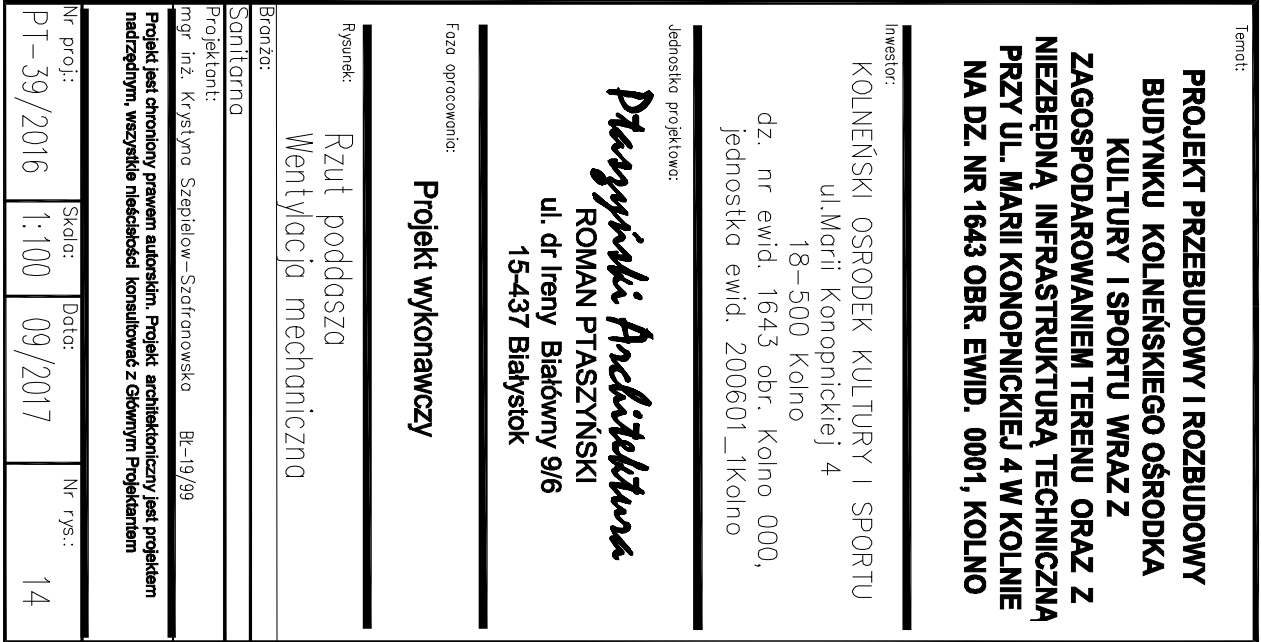 Temat:
PROJEKT PRZEBUDOWY I ROZBUDOWY
BUDYNKU KOLNEŃSKIEGO OŚRODKA
KULTURY I SPORTU WRAZ Z
ZAGOSPODAROWANIEM TERENU ORAZ Z
NIEZBĘDNĄ INFRASTRUKTURĄ TECHNICZNĄ
PRZY UL. MARII KONOPNICKIEJ 4 W KOLNIE
NA DZ. NR 1643 OBR. EWID. 0001, KOLNO
Inwestor:
KOLNEŃSKI OSRODEK KULTURY I SPORTU
ul.Marii Konopnickiej 4
18-500 Kolno
dz. nr ewid. 1643 obr. Kolno 000,
jednostka ewid. 200601_1Kolno
Jednostka projektowa:
Ptaszyński Architektura
ROMAN PTASZYŃSKI
ul. dr Ireny Białówny 9/6
15-437 Białystok
Faza opracowania:
Projekt wykonawczy
Rysunek:
Rzut poddasza
Wentylacja mechaniczna
Branża:
Sanitarna
Projektant:
mgr inż. Krystyna Szepielow-Szafranowska BŁ-19/99
Projekt jest chroniony prawem autorskim. Projekt architektoniczny jest projektem
nadrzędnym, wszystkie nieścisłości konsultować z Głównym Projektantem
Nr proj.: Skala: Data: Nr rys.:
PT-39/2016 1:100 09/2017 14